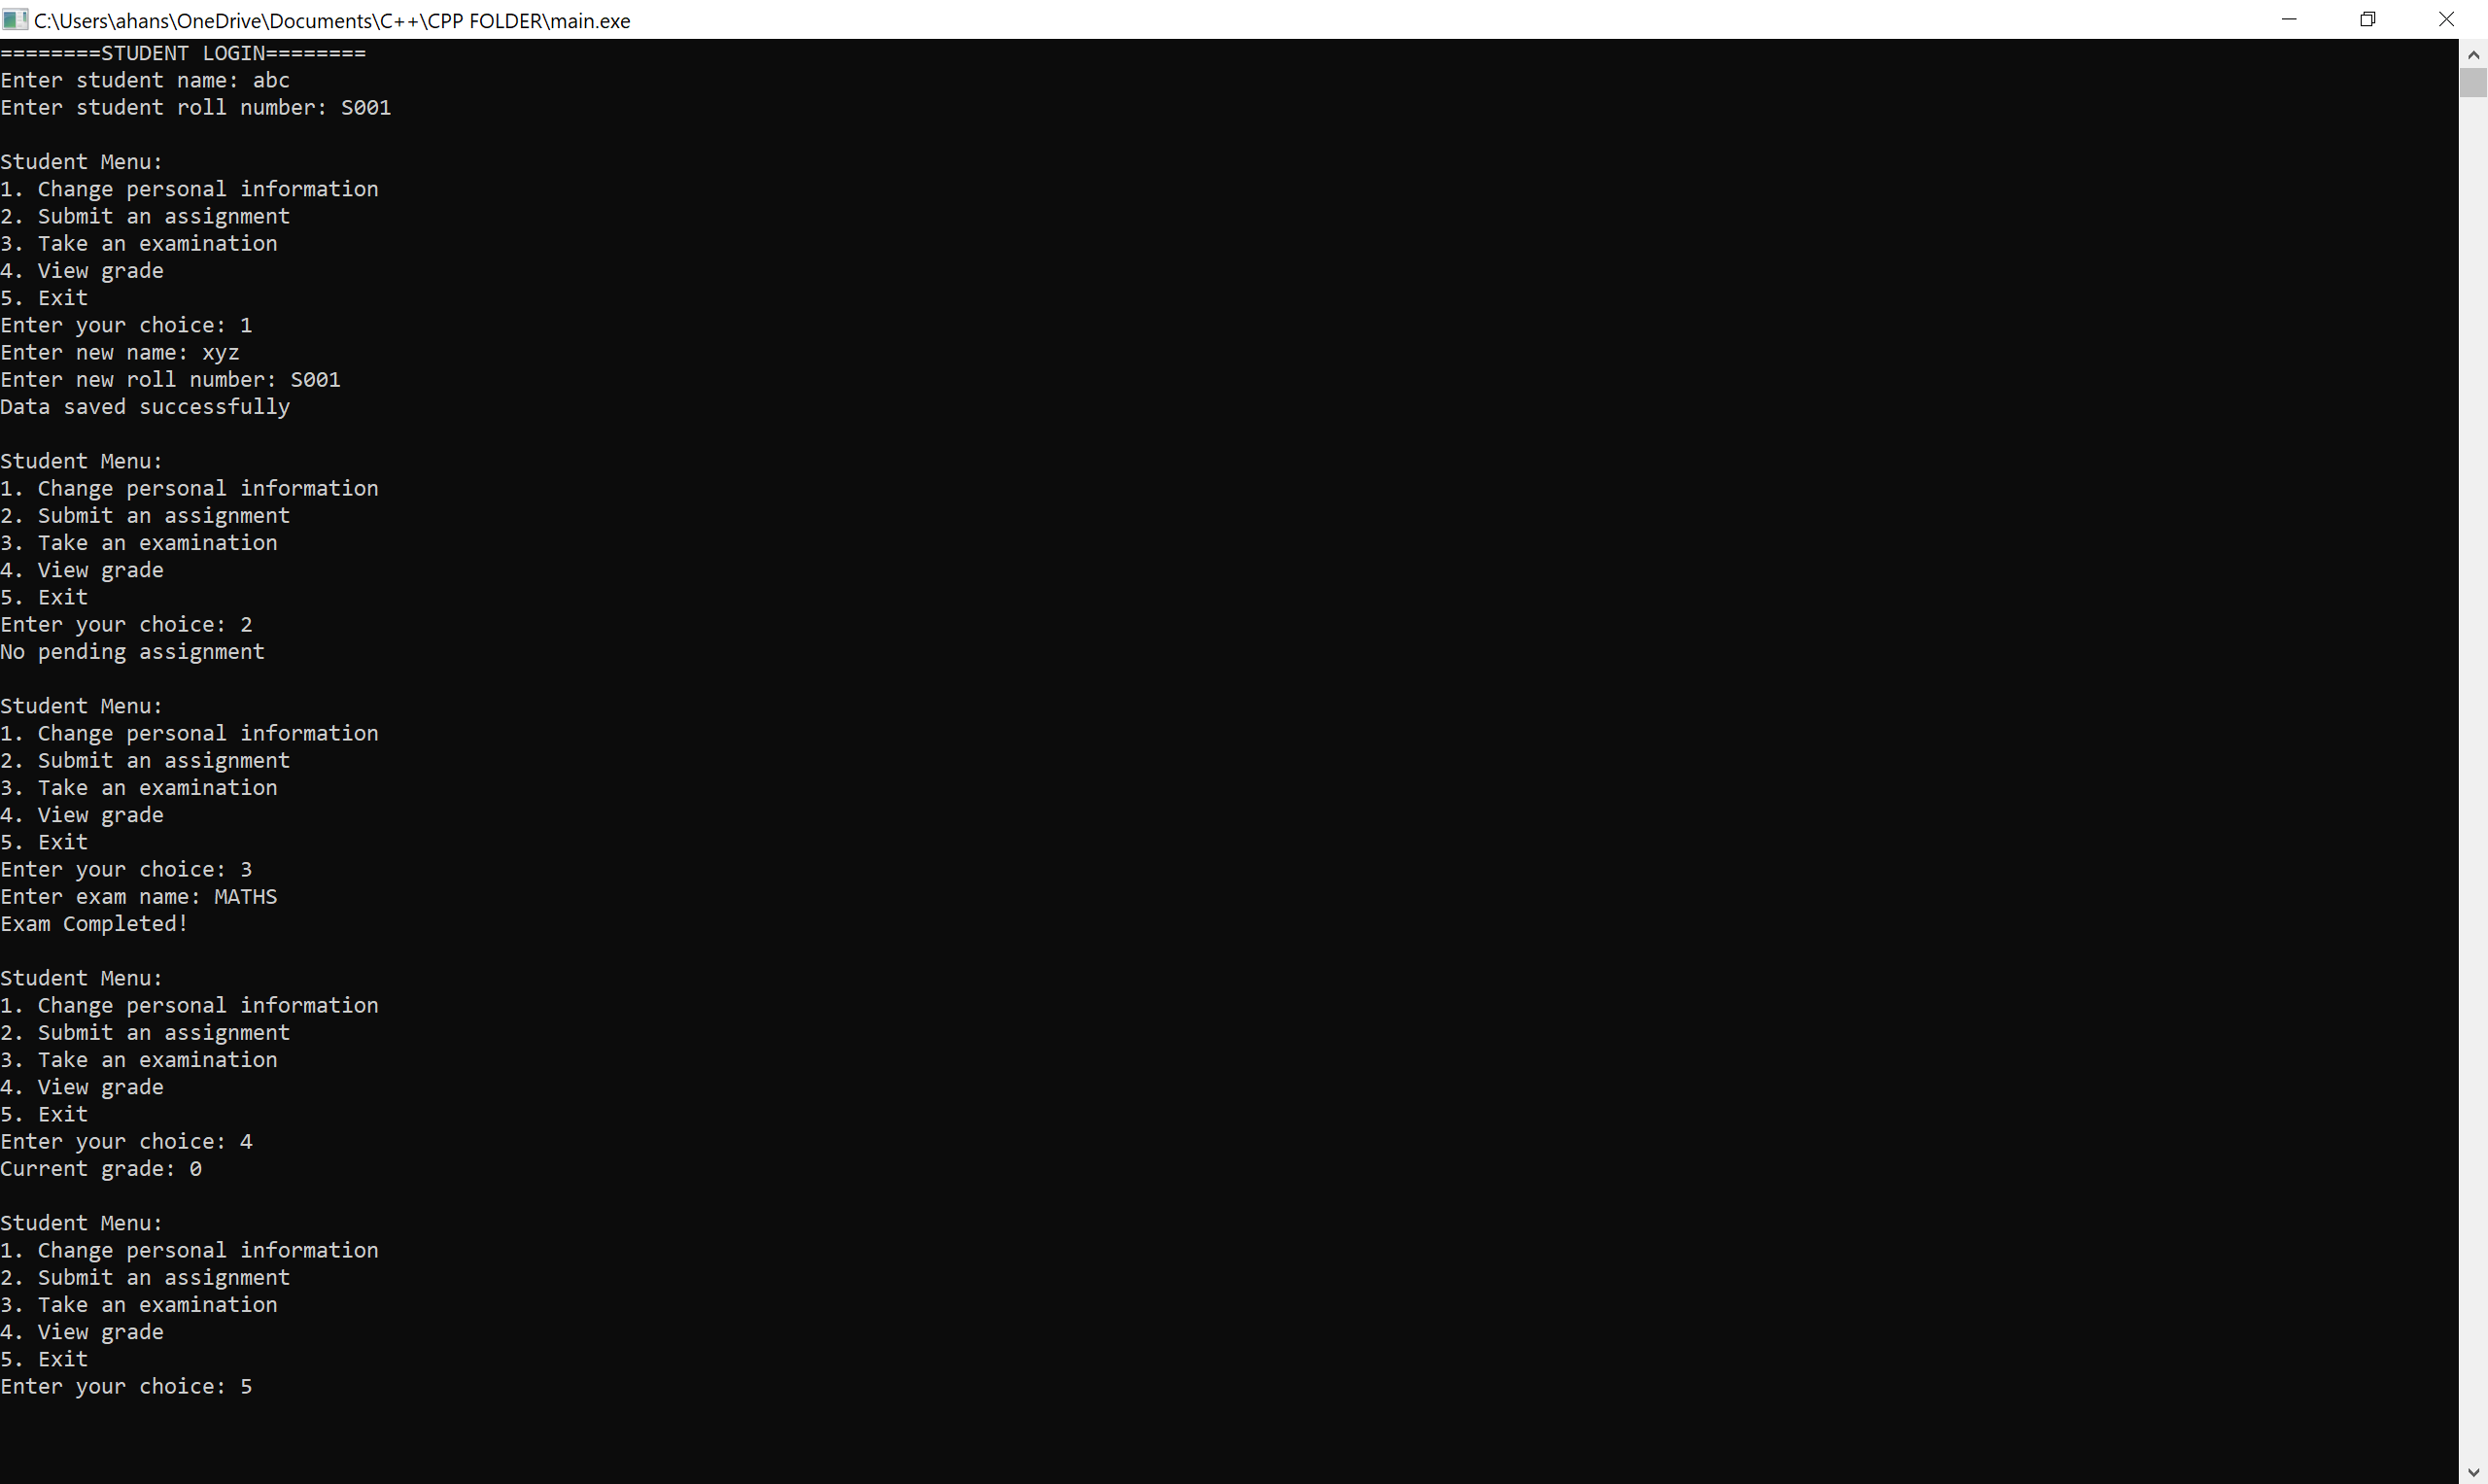 C:\Users\ahans\OneDrive\Documents\C++\CPP FOLDER\main.exe
========STUDENT LOGIN========
Enter student name: abc
Enter student roll number: S001
Student Menu:
1. Change personal information
2. Submit an assignment
3. Take an examination
4. View grade
5. Exit
Enter your choice: 1
Enter new name: xyz
Enter new roll number: S001
Data saved successfully
Student Menu:
1. Change personal information
2. Submit an assignment
3. Take an examination
4. View grade
5. Exit
Enter your choice: 2
No pending assignment
Student Menu:
1. Change personal information
2. Submit an assignment
3. Take an examination
4. View grade
5. Exit
Enter your choice: 3
Enter exam name: MATHS
Exam Completed!
Student Menu:
1. Change personal information
2. Submit an assignment
3. Take an examination
4. View grade
5. Exit
Enter your choice: 4
Current grade: 0
Student Menu:
1. Change personal information
2. Submit an assignment
3. Take an examination
4. View grade
5. Exit
Enter your choice: 5